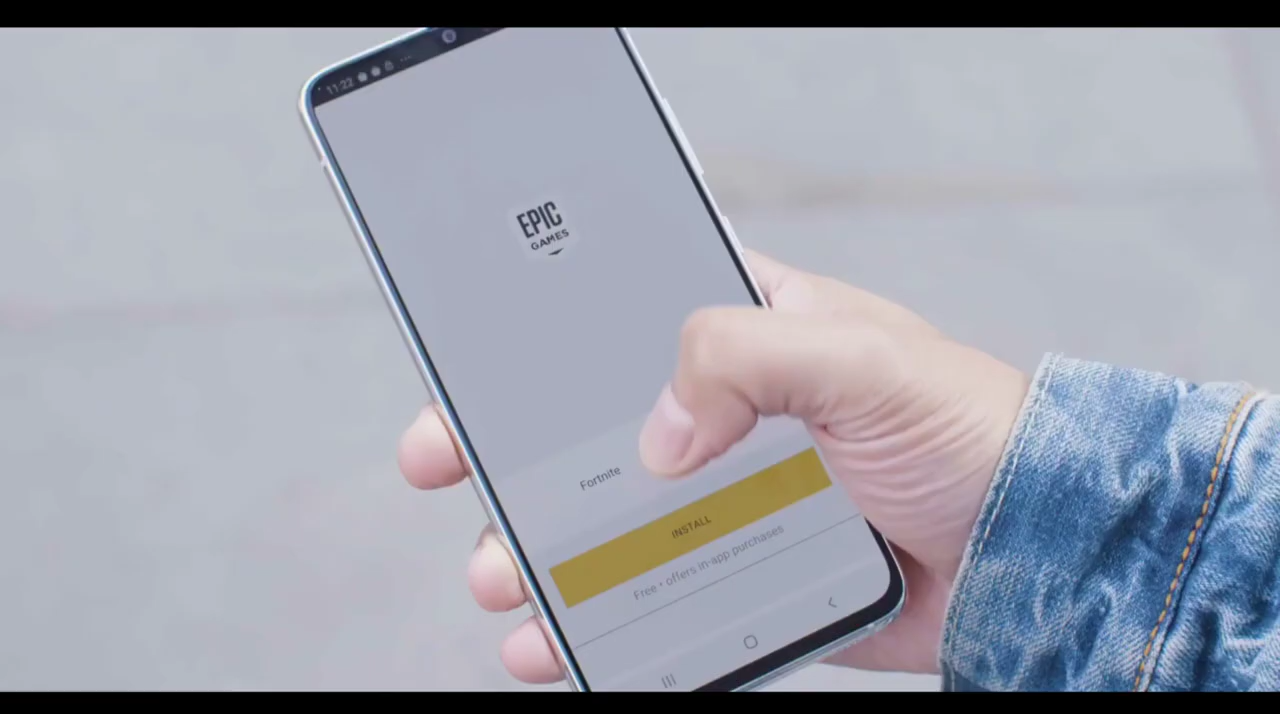 11:22
EPIC
GAMES
Fortnite
INSTALL
Free • offers in-app purchases